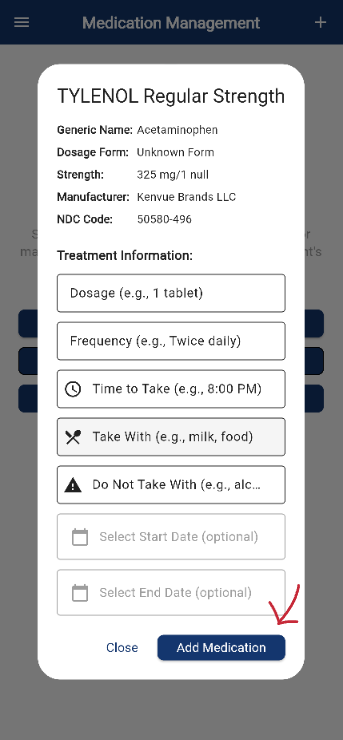 Medication Management
TYLENOL Regular Strength
Generic Name: Acetaminophen
Dosage Form: Unknown Form
Strength: 325 mg/1 null
Manufacturer: Kenvue Brands LLC
NDC Code: 50580-496
Treatment Information:
Dosage (e.g., 1 tablet)
Frequency (e.g., Twice daily)
Time to Take (e.g., 8:00 PM)
Take With (e.g., milk, food)
Do Not Take With (e.g., alc...
Select Start Date (optional)
Select End Date (optional)
Close Add Medication